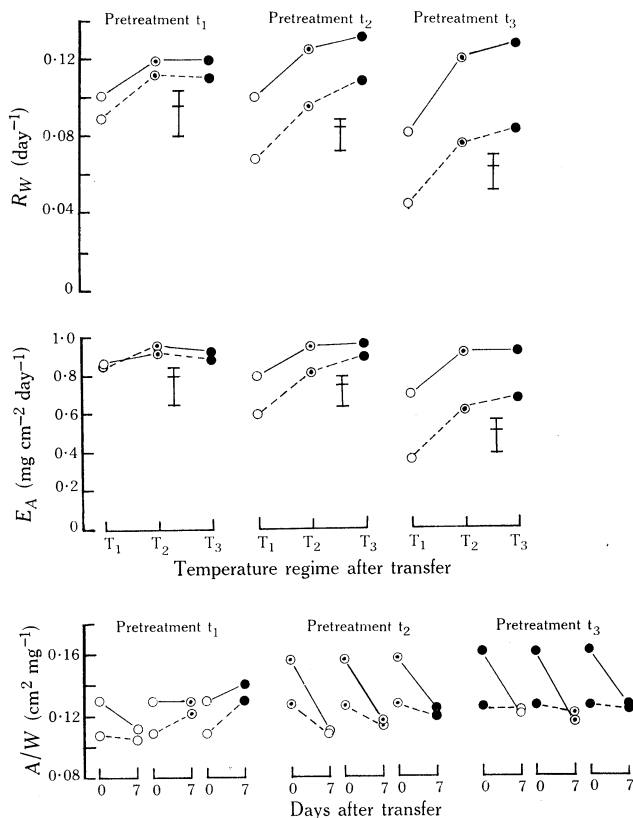 Pretreatment t1 Pretreatment t2 Pretreatment t3
RW (day−1)
0·12
0·08
0·04
0
EA (mg cm−2 day−1)
1·0
0·8
0·6
0·4
0·2
0
T1 T2 T3 T1 T2 T3 T1 T2 T3
Temperature regime after transfer
Pretreatment t1 Pretreatment t2 Pretreatment t3
A/W (cm2 mg−1)
0·16
0·12
0·08
0 7 0 7 0 7 0 7 0 7 0 7 0 7 0 7 0 7
Days after transfer